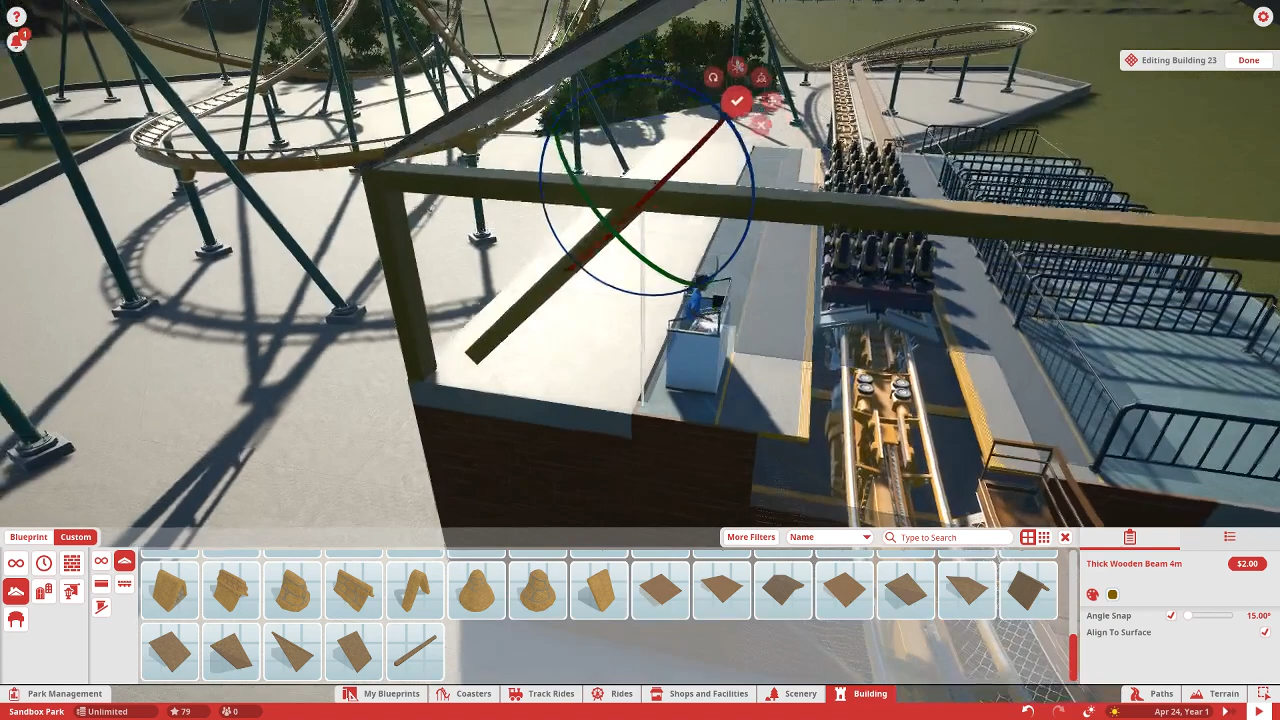 ?
1
Editing Building 23 Done
Blueprint Custom More Filters Name Type to Search
Thick Wooden Beam 4m $2.00
Angle Snap 15.00°
Align To Surface
Park Management My Blueprints Coasters Track Rides Rides Shops and Facilities Scenery Building Paths Terrain
Sandbox Park Unlimited 79 0 Apr 24, Year 1